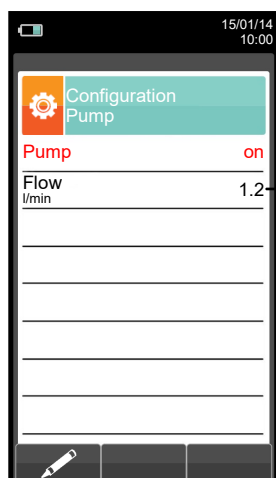 15/01/14
10:00
Configuration
Pump
Pump on
Flow 1.2
l/min